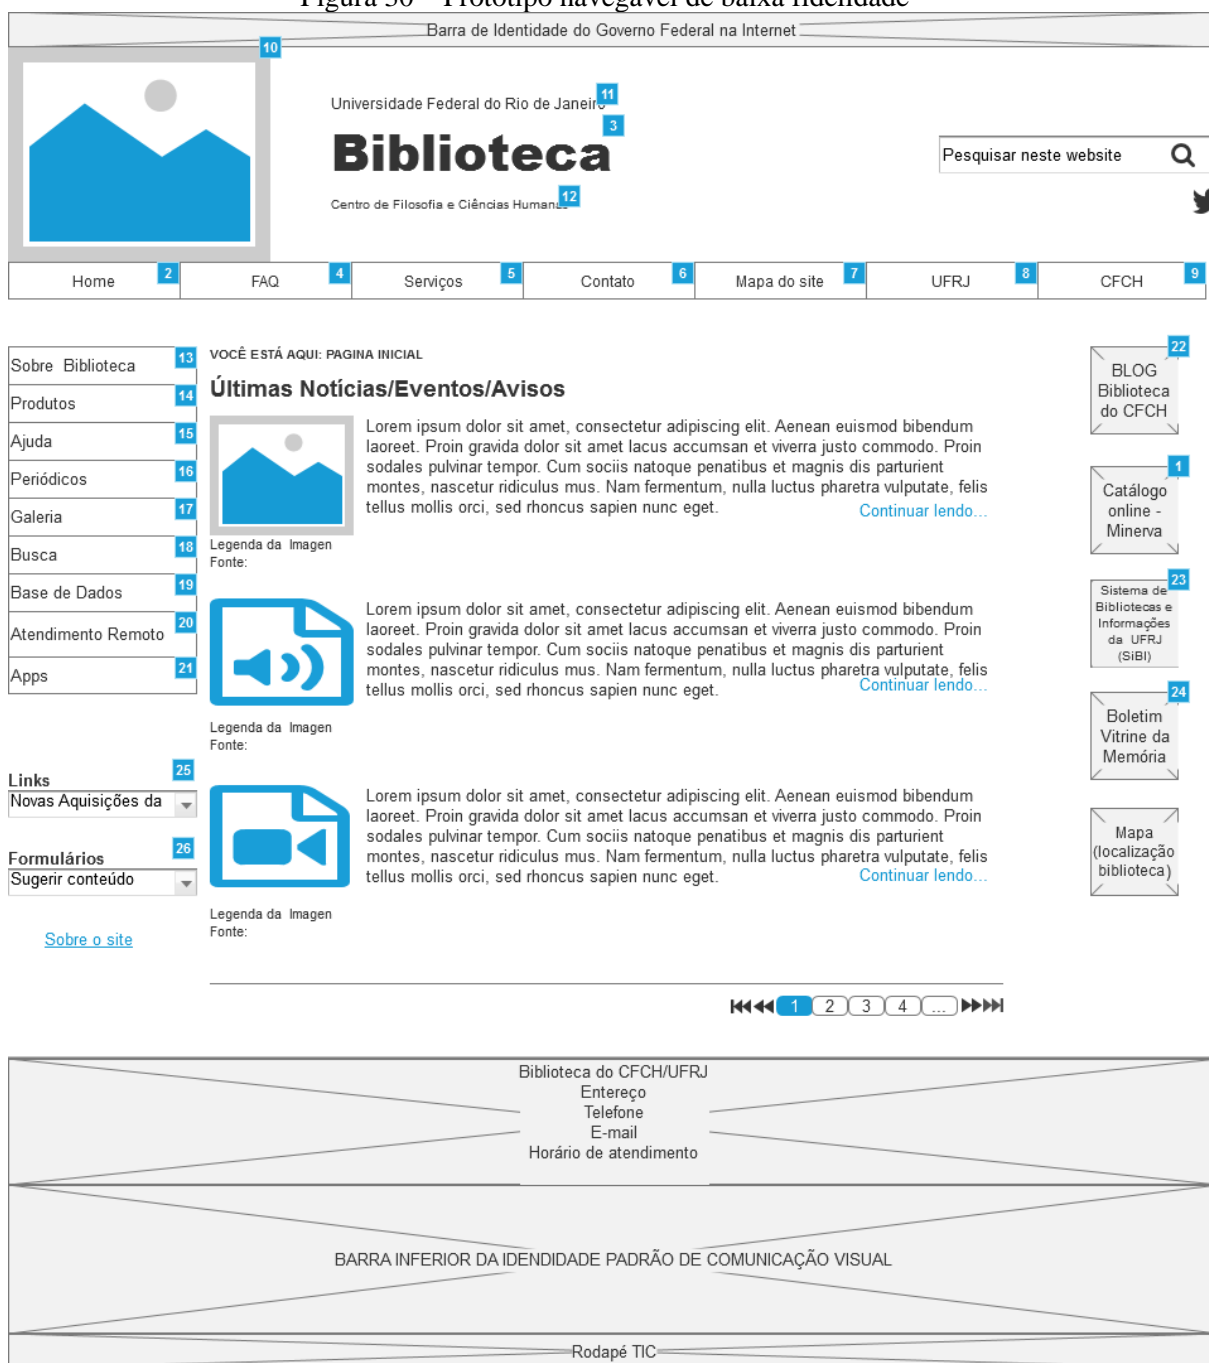 Figura 30 – Protótipo navegável de baixa fidelidade
Barra de Identidade do Governo Federal na Internet
10
Universidade Federal do Rio de Janeiro 11
Biblioteca 3
Centro de Filosofia e Ciências Humanas 12
Pesquisar neste website
Home 2 FAQ 4 Serviços 5 Contato 6 Mapa do site 7 UFRJ 8 CFCH 9
Sobre Biblioteca 13
Produtos 14
Ajuda 15
Periódicos 16
Galeria 17
Busca 18
Base de Dados 19
Atendimento Remoto 20
Apps 21
Links 25
Novas Aquisições da
Formulários 26
Sugerir conteúdo
Sobre o site
VOCÊ ESTÁ AQUI: PAGINA INICIAL
Últimas Notícias/Eventos/Avisos
Lorem ipsum dolor sit amet, consectetur adipiscing elit. Aenean euismod bibendum
laoreet. Proin gravida dolor sit amet lacus accumsan et viverra justo commodo. Proin
sodales pulvinar tempor. Cum sociis natoque penatibus et magnis dis parturient
montes, nascetur ridiculus mus. Nam fermentum, nulla luctus pharetra vulputate, felis
tellus mollis orci, sed rhoncus sapien nunc eget.
Continuar lendo...
Legenda da Imagen
Fonte:
Lorem ipsum dolor sit amet, consectetur adipiscing elit. Aenean euismod bibendum
laoreet. Proin gravida dolor sit amet lacus accumsan et viverra justo commodo. Proin
sodales pulvinar tempor. Cum sociis natoque penatibus et magnis dis parturient
montes, nascetur ridiculus mus. Nam fermentum, nulla luctus pharetra vulputate, felis
tellus mollis orci, sed rhoncus sapien nunc eget.
Continuar lendo...
Legenda da Imagen
Fonte:
Lorem ipsum dolor sit amet, consectetur adipiscing elit. Aenean euismod bibendum
laoreet. Proin gravida dolor sit amet lacus accumsan et viverra justo commodo. Proin
sodales pulvinar tempor. Cum sociis natoque penatibus et magnis dis parturient
montes, nascetur ridiculus mus. Nam fermentum, nulla luctus pharetra vulputate, felis
tellus mollis orci, sed rhoncus sapien nunc eget.
Continuar lendo...
Legenda da Imagen
Fonte:
1 2 3 4 ...
22
BLOG
Biblioteca
do CFCH
1
Catálogo
online -
Minerva
23
Sistema de
Bibliotecas e
Informações
da UFRJ
(SiBI)
24
Boletim
Vitrine da
Memória
Mapa
(localização
biblioteca)
Biblioteca do CFCH/UFRJ
Entereço
Telefone
E-mail
Horário de atendimento
BARRA INFERIOR DA IDENDIDADE PADRÃO DE COMUNICAÇÃO VISUAL
Rodapé TIC